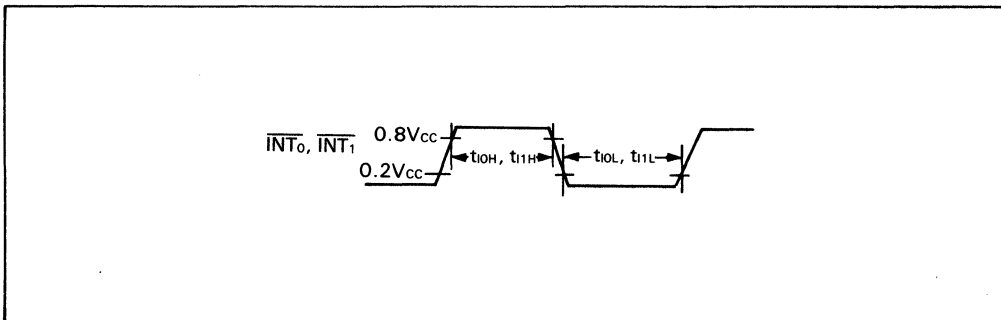 INT0, INT1 0.8VCC
tI0H, tI1H tI0L, tI1L
0.2VCC